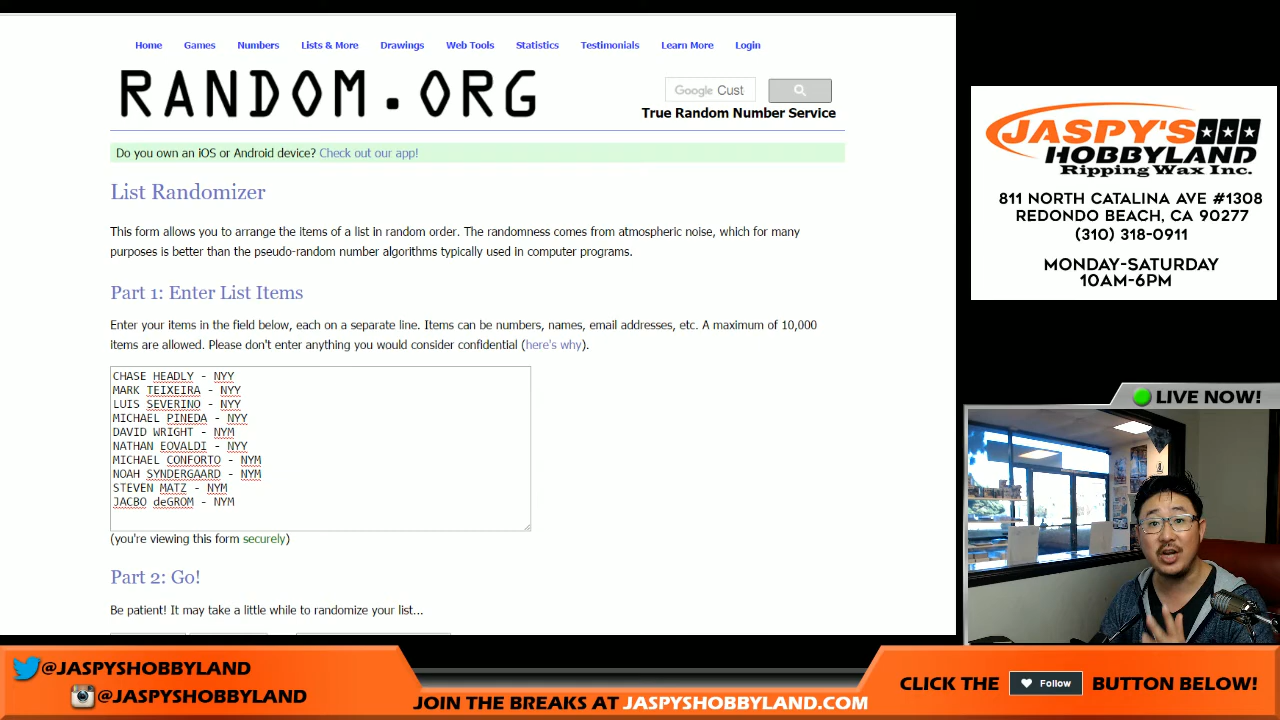 Home Games Numbers Lists & More Drawings Web Tools Statistics Testimonials Learn More Login
RANDOM.ORG
Google Cust
True Random Number Service
Do you own an iOS or Android device? Check out our app!
List Randomizer
This form allows you to arrange the items of a list in random order. The randomness comes from atmospheric noise, which for many
purposes is better than the pseudo-random number algorithms typically used in computer programs.
Part 1: Enter List Items
Enter your items in the field below, each on a separate line. Items can be numbers, names, email addresses, etc. A maximum of 10,000
items are allowed. Please don't enter anything you would consider confidential (here's why).
CHASE HEADLY - NYY
MARK TEIXEIRA - NYY
LUIS SEVERINO - NYY
MICHAEL PINEDA - NYY
DAVID WRIGHT - NYM
NATHAN EOVALDI - NYY
MICHAEL CONFORTO - NYM
NOAH SYNDERGAARD - NYM
STEVEN MATZ - NYM
JACBO deGROM - NYM
(you're viewing this form securely)
Part 2: Go!
Be patient! It may take a little while to randomize your list...
JASPY'S
HOBBYLAND
Ripping Wax Inc.
811 NORTH CATALINA AVE #1308
REDONDO BEACH, CA 90277
(310) 318-0911
MONDAY-SATURDAY
10AM-6PM
LIVE NOW!
@JASPYSHOBBYLAND
@JASPYSHOBBYLAND
JOIN THE BREAKS AT JASPYSHOBBYLAND.COM
CLICK THE Follow BUTTON BELOW!